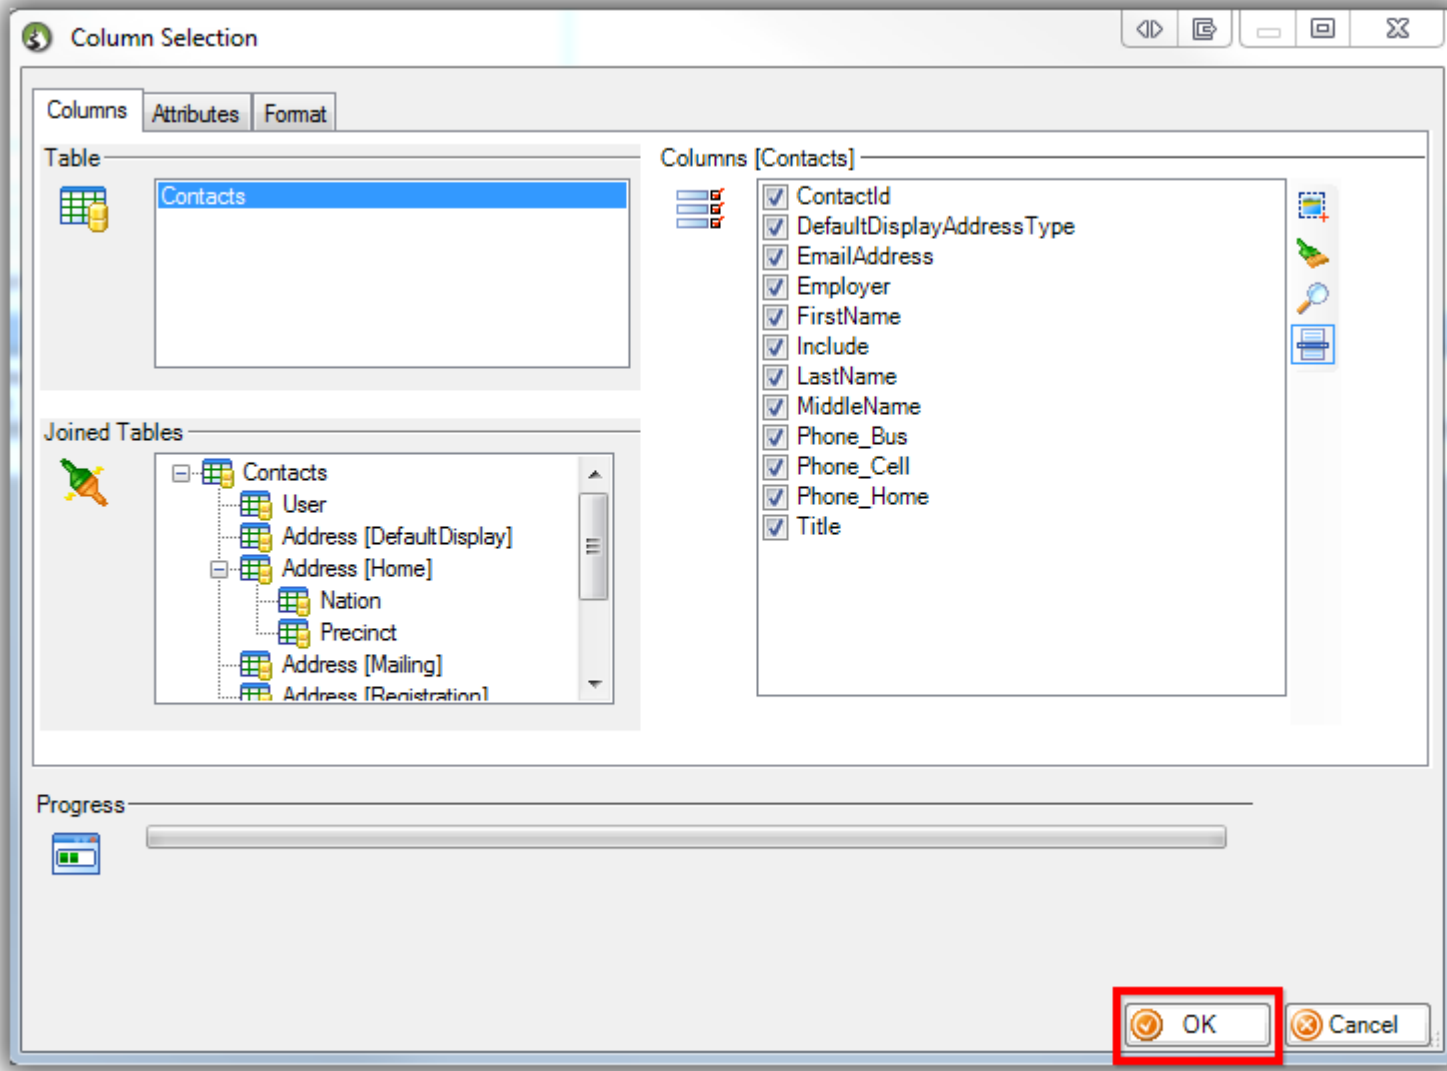 Column Selection
Columns
Attributes
Format
Table
Contacts
Columns [Contacts]
ContactId
DefaultDisplayAddressType
EmailAddress
Employer
FirstName
Include
LastName
MiddleName
Phone_Bus
Phone_Cell
Phone_Home
Title
Joined Tables
Contacts
User
Address [DefaultDisplay]
Address [Home]
Nation
Precinct
Address [Mailing]
Address [Registration]
Progress
OK
Cancel